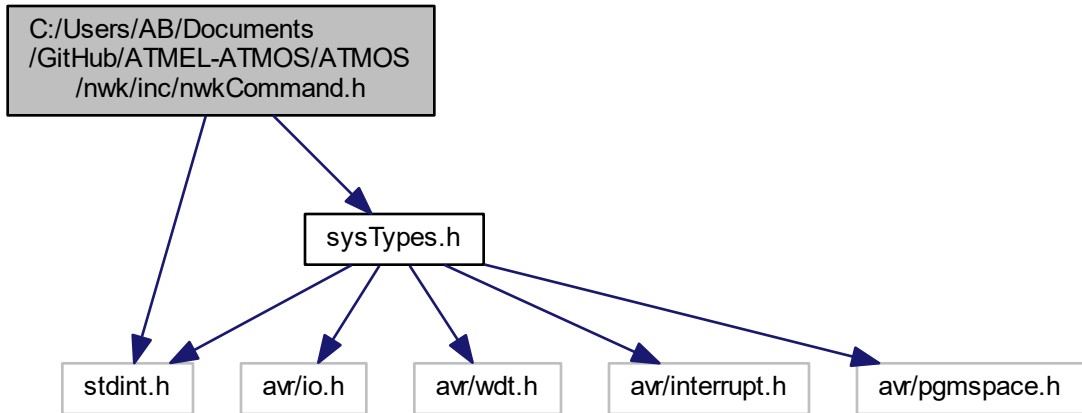 C:/Users/AB/Documents
/GitHub/ATMEL-ATMOS/ATMOS
/nwk/inc/nwkCommand.h
sysTypes.h
stdint.h
avr/io.h
avr/wdt.h
avr/interrupt.h
avr/pgmspace.h